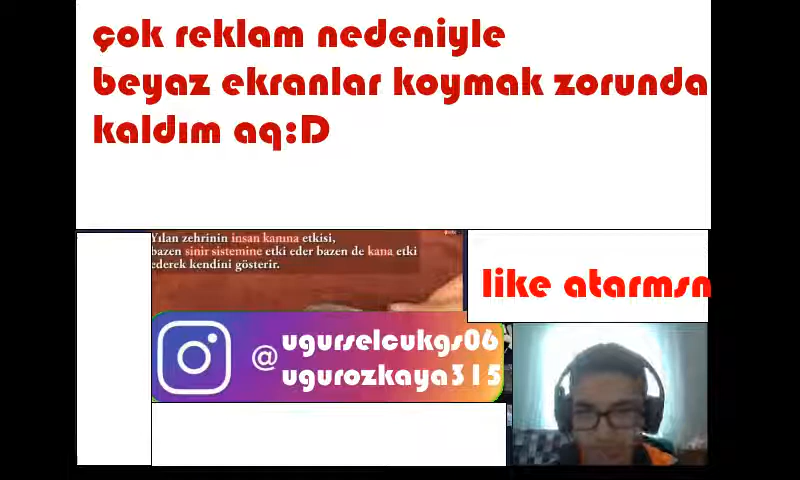 çok reklam nedeniyle
beyaz ekranlar koymak zorunda
kaldım aq:D
Yılan zehrinin insan kanına etkisi,
bazen sinir sistemine etki eder bazen de kana etki
ederek kendini gösterir.
like atarmsn
@ ugurselcukgs06
ugurozkaya315